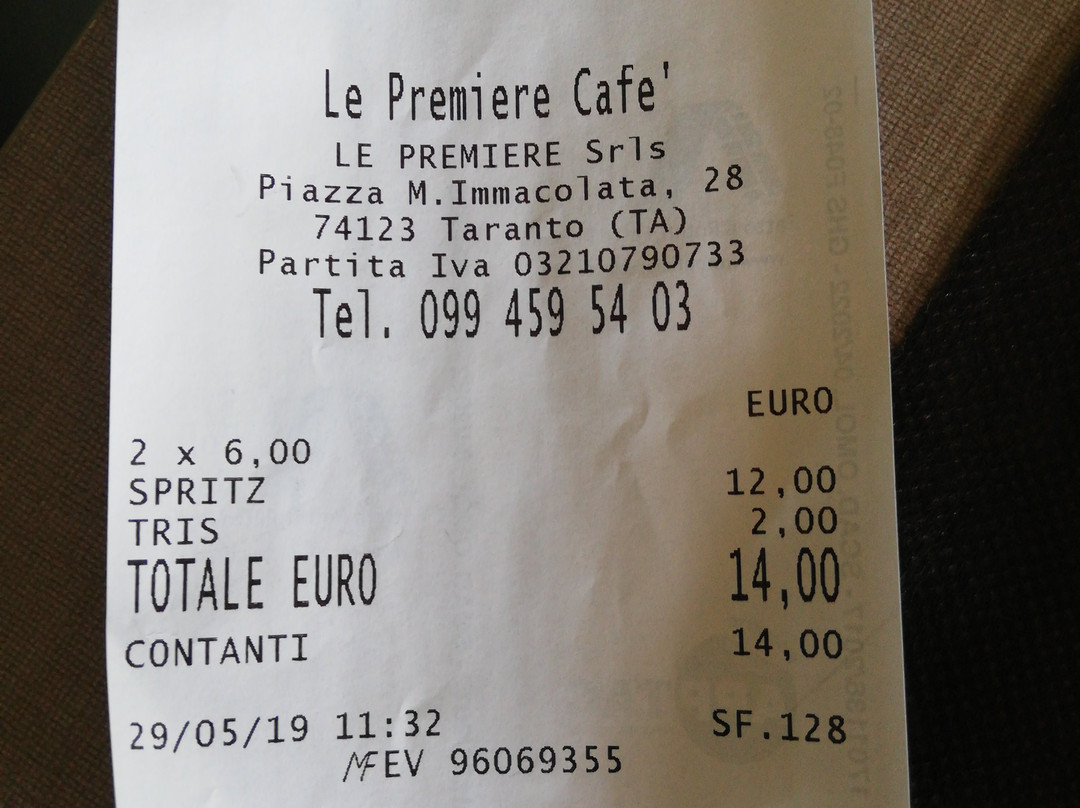 Le Premiere Cafe'
LE PREMIERE Srls
Piazza M.Immacolata, 28
74123 Taranto (TA)
Partita Iva 03210790733
Tel. 099 459 54 03
EURO
2 x 6,00
SPRITZ 12,00
TRIS 2,00
TOTALE EURO 14,00
CONTANTI 14,00
29/05/19 11:32 SF.128
MFEV 96069355